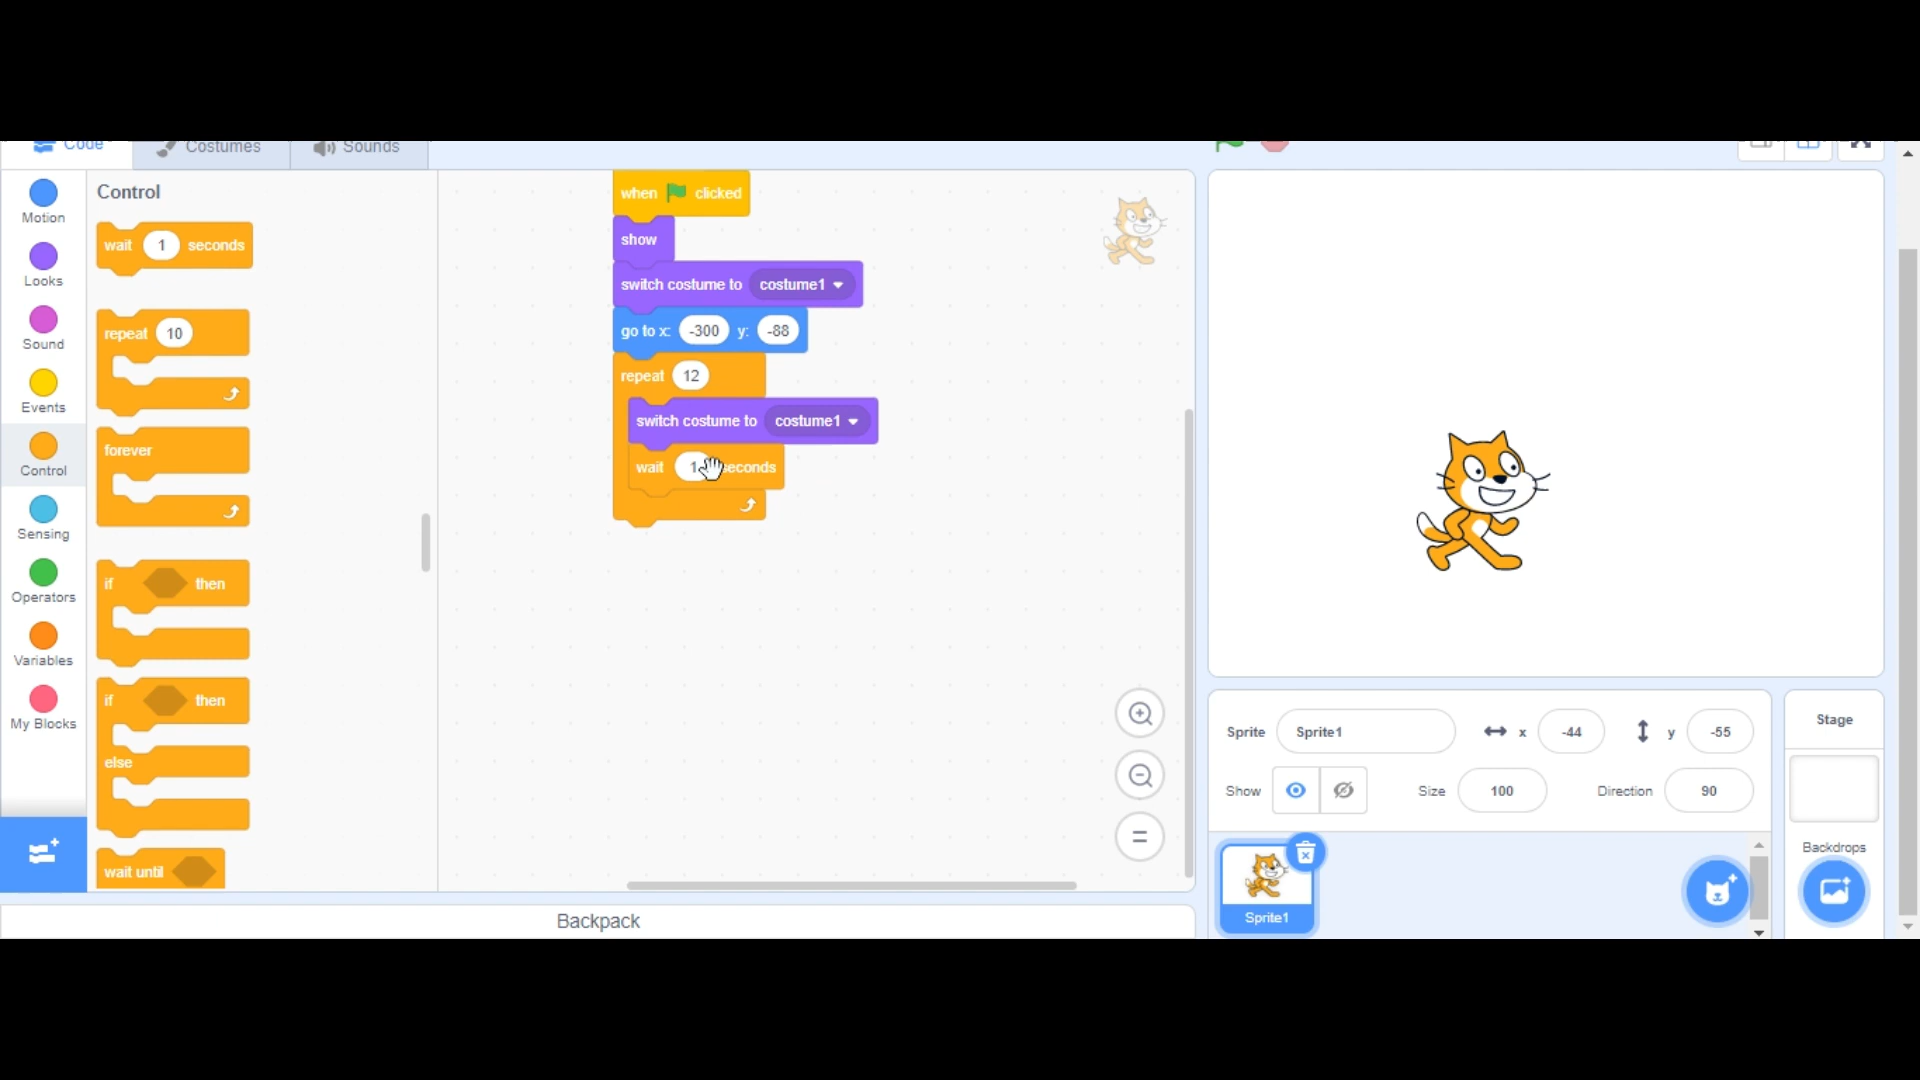 Code
Costumes
Sounds
Motion
Looks
Sound
Events
Control
Sensing
Operators
Variables
My Blocks
Control
wait 1 seconds
repeat 10
forever
if then
if then
else
wait until
when clicked
show
switch costume to costume1
go to x: -300 y: -88
repeat 12
switch costume to costume1
wait 1 seconds
Backpack
Sprite Sprite1 x -44 y -55
Show Size 100 Direction 90
Sprite1
Stage
Backdrops